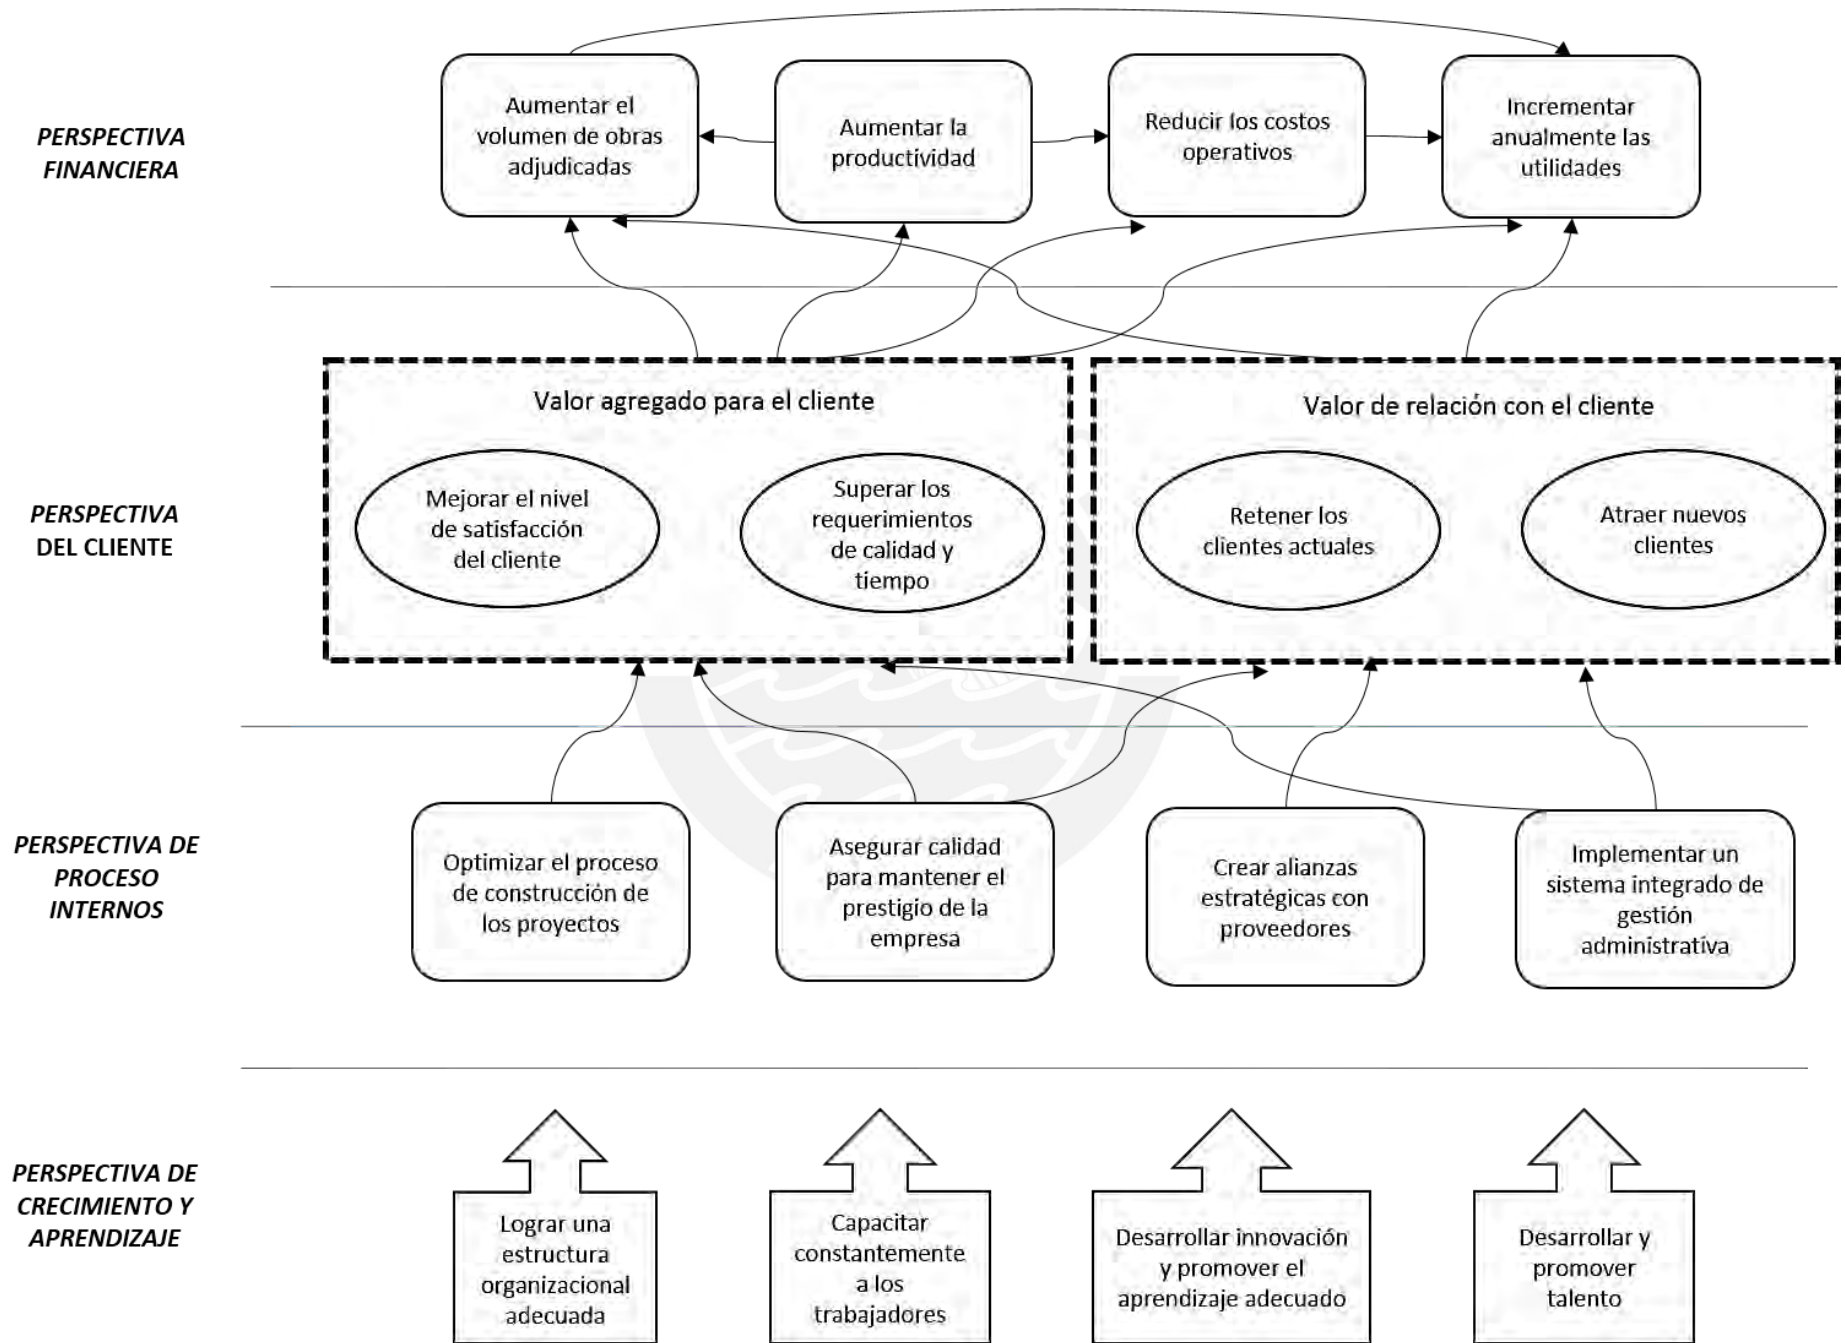 PERSPECTIVA
FINANCIERA
Aumentar el
volumen de obras
adjudicadas
Aumentar la
productividad
Reducir los costos
operativos
Incrementar
anualmente las
utilidades
PERSPECTIVA
DEL CLIENTE
Valor agregado para el cliente
Mejorar el nivel
de satisfacción
del cliente
Superar los
requerimientos
de calidad y
tiempo
Valor de relación con el cliente
Retener los
clientes actuales
Atraer nuevos
clientes
PERSPECTIVA DE
PROCESO
INTERNOS
Optimizar el proceso
de construcción de
los proyectos
Asegurar calidad
para mantener el
prestigio de la
empresa
Crear alianzas
estratégicas con
proveedores
Implementar un
sistema integrado de
gestión
administrativa
PERSPECTIVA DE
CRECIMIENTO Y
APRENDIZAJE
Lograr una
estructura
organizacional
adecuada
Capacitar
constantemente
a los
trabajadores
Desarrollar innovación
y promover el
aprendizaje adecuado
Desarrollar y
promover
talento